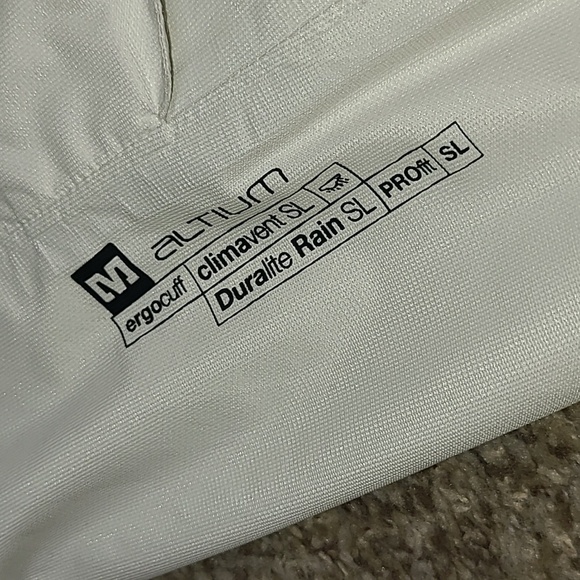 M ALTIUM
ergocuff climavent SL
Duralite Rain SL PROfit SL